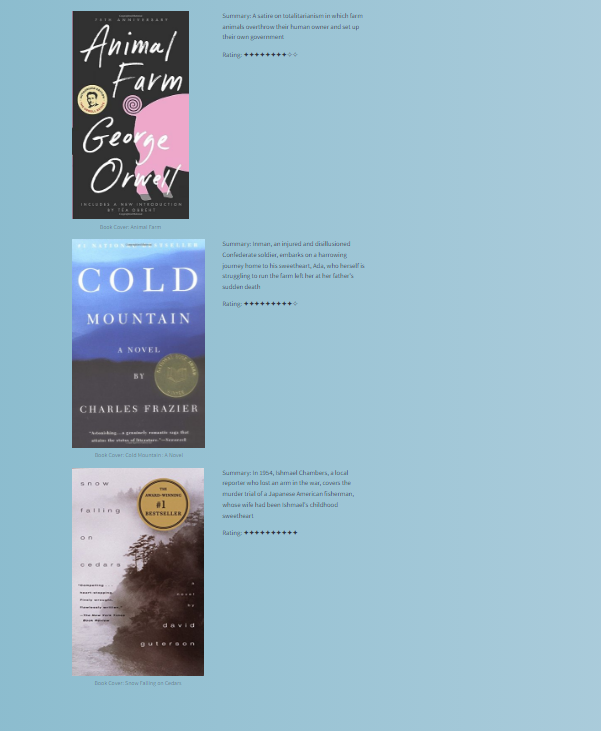 75TH ANNIVERSARY
Animal
Farm
George
Orwell
INCLUDES A NEW INTRODUCTION
BY TÉA OBREHT
Book Cover: Animal Farm
Summary: A satire on totalitarianism in which farm
animals overthrow their human owner and set up
their own government
Rating: ✦✦✦✦✦✦✦✦✧✧
#1 NATIONAL BESTSELLER
COLD
MOUNTAIN
A NOVEL
BY
CHARLES FRAZIER
"Astonishing...a genuinely romantic saga that
attains the status of literature."—Newsweek
Book Cover: Cold Mountain: A Novel
Summary: Inman, an injured and disillusioned
Confederate soldier, embarks on a harrowing
journey home to his sweetheart, Ada, who herself is
struggling to run the farm left her at her father's
sudden death
Rating: ✦✦✦✦✦✦✦✦✦✧
snow
falling
on
cedars
THE
AWARD-WINNING
#1
BESTSELLER
"Compelling . . .
heart-stopping.
Finely wrought,
flawlessly written."
—The New York Times
Book Review
a
novel
by
david
guterson
Book Cover: Snow Falling on Cedars
Summary: In 1954, Ishmael Chambers, a local
reporter who lost an arm in the war, covers the
murder trial of a Japanese American fisherman,
whose wife had been Ishmael's childhood
sweetheart
Rating: ✦✦✦✦✦✦✦✦✦✦